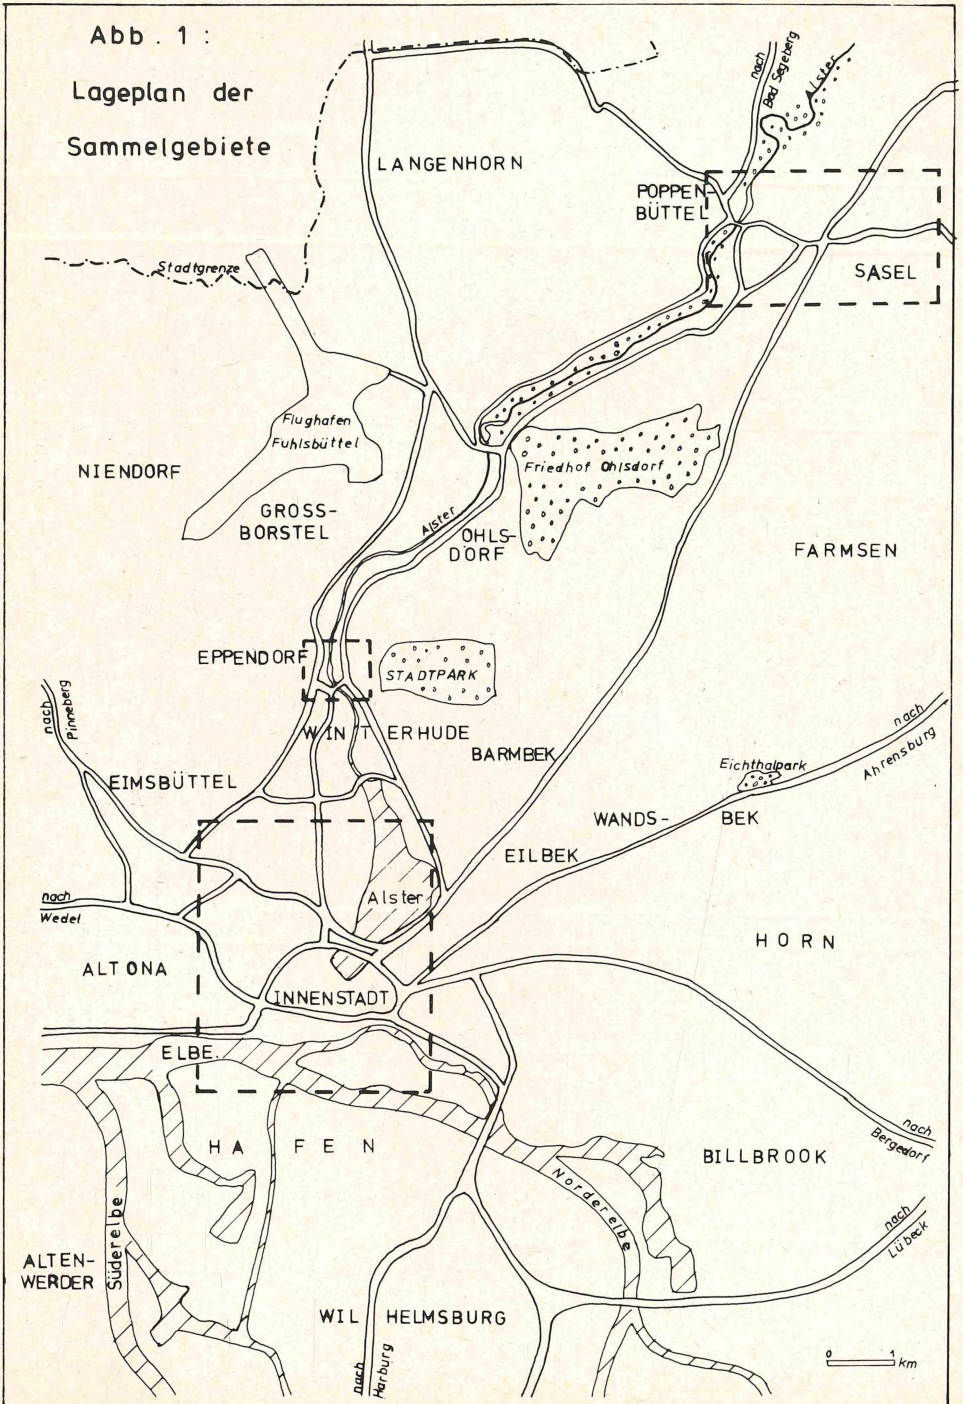 Abb. 1 :
Lageplan der
Sammelgebiete
nach
Bad Segeberg
Alster
LANGENHORN
POPPEN-
BÜTTEL
Stadtgrenze
SASEL
Flughafen
Fuhlsbüttel
NIENDORF
Friedhof Ohlsdorf
GROSS-
BORSTEL
Alster
OHLS-
DORF
FARMSEN
EPPENDORF
STADTPARK
nach
Pinneberg
WINTERHUDE
BARMBEK
nach
Ahrensburg
EIMSBÜTTEL
Eichthalpark
WANDS-BEK
EILBEK
nach
Wedel
Alster
HORN
ALTONA
INNENSTADT
ELBE
HAFEN
nach
Bergedorf
BILLBROOK
Norderelbe
Süderelbe
nach
Lübeck
ALTEN-
WERDER
WILHELMSBURG
nach
Harburg
0 1
km